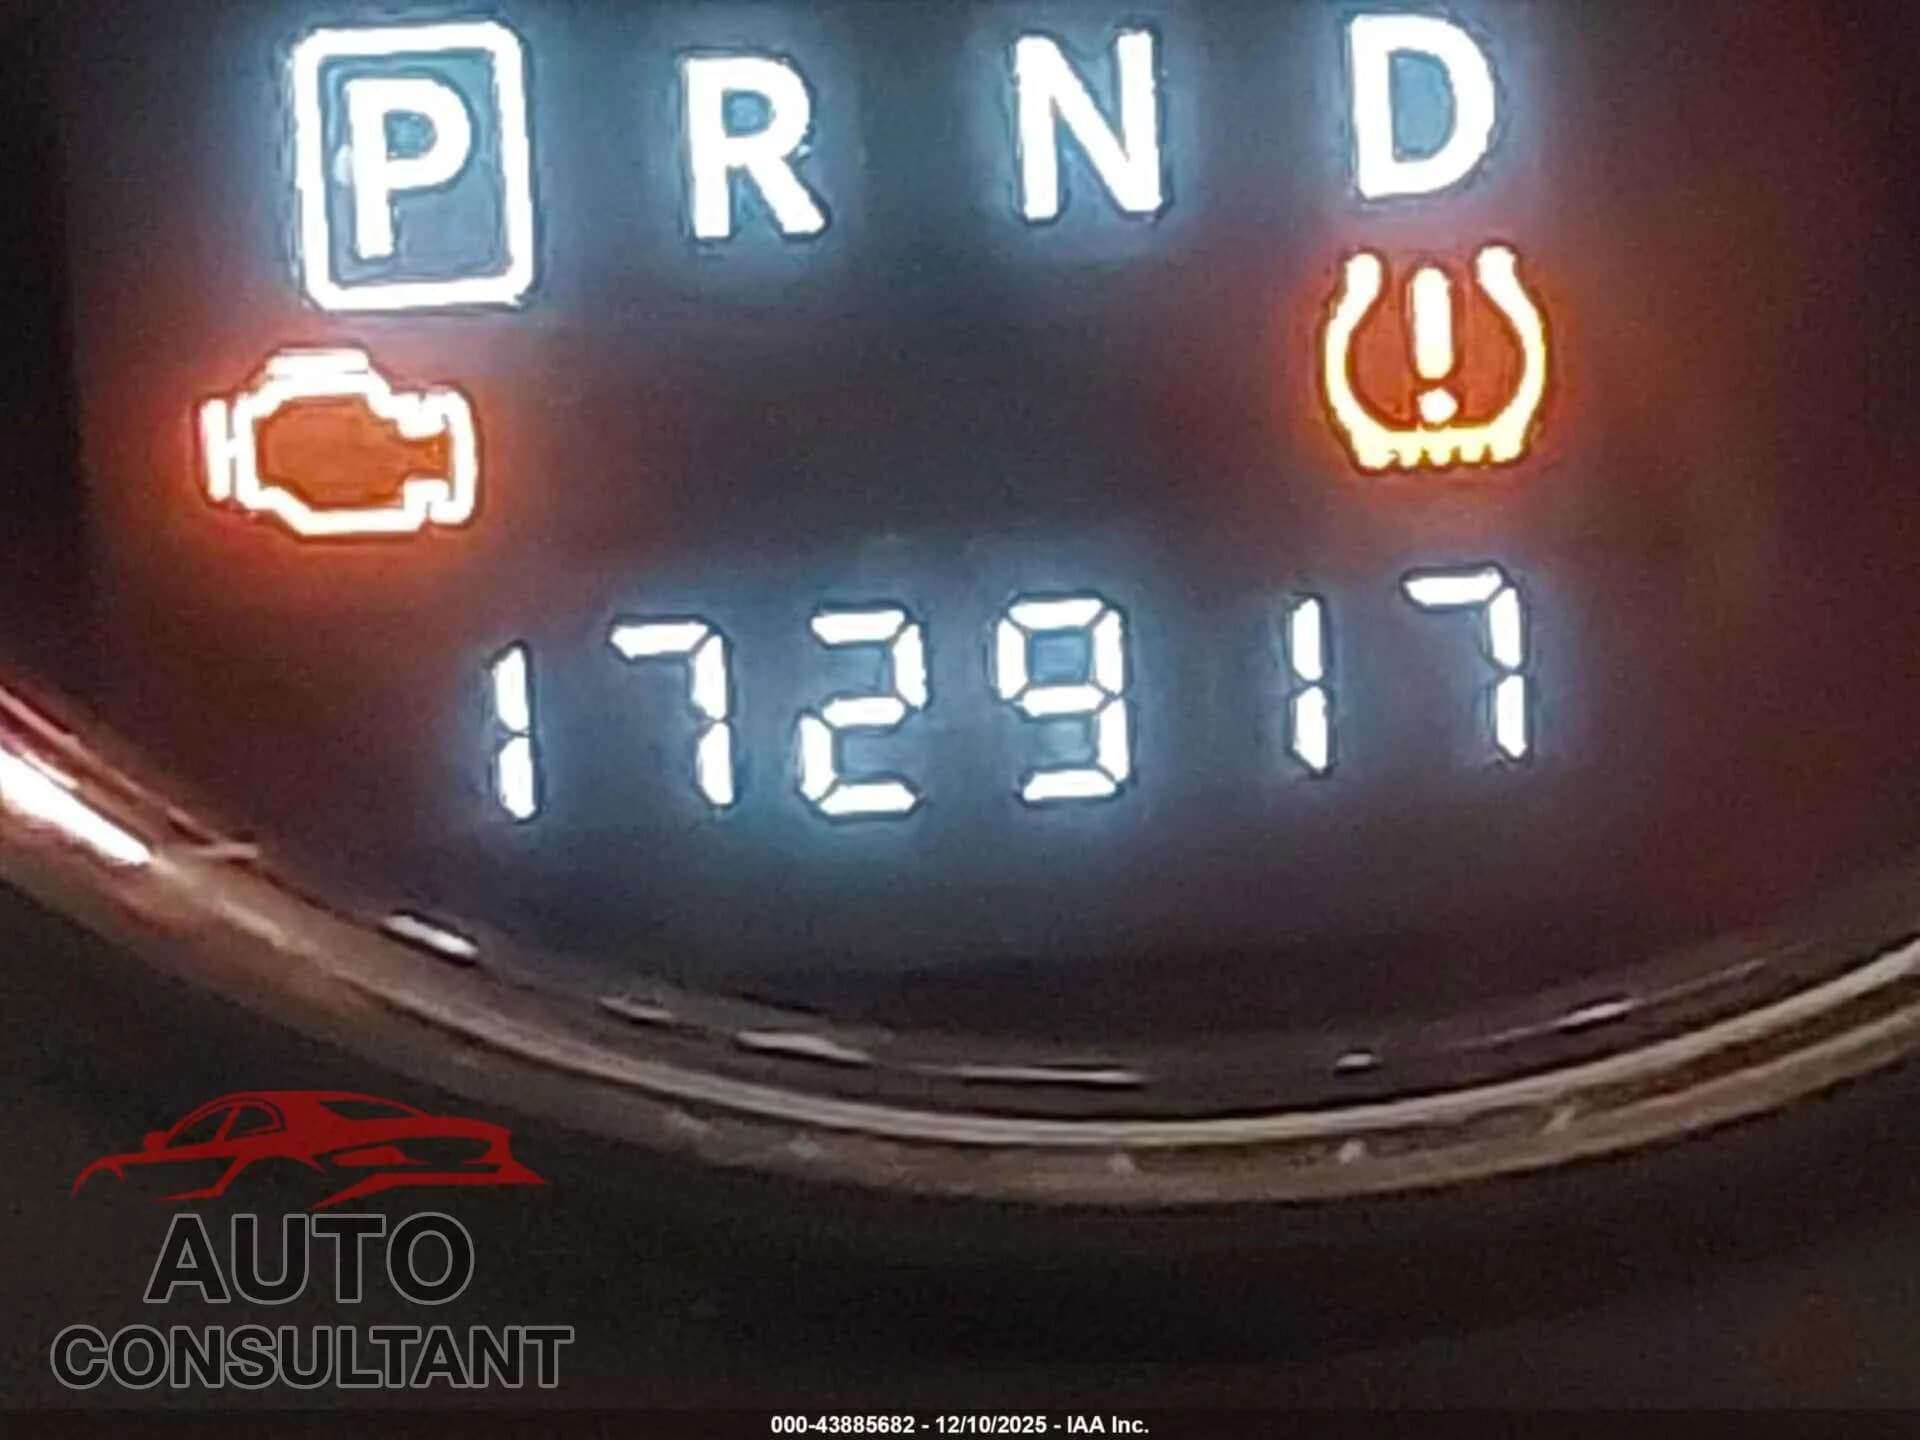 P R N D
172917
AUTO
CONSULTANT
000-43885682 - 12/10/2025 - IAA Inc.